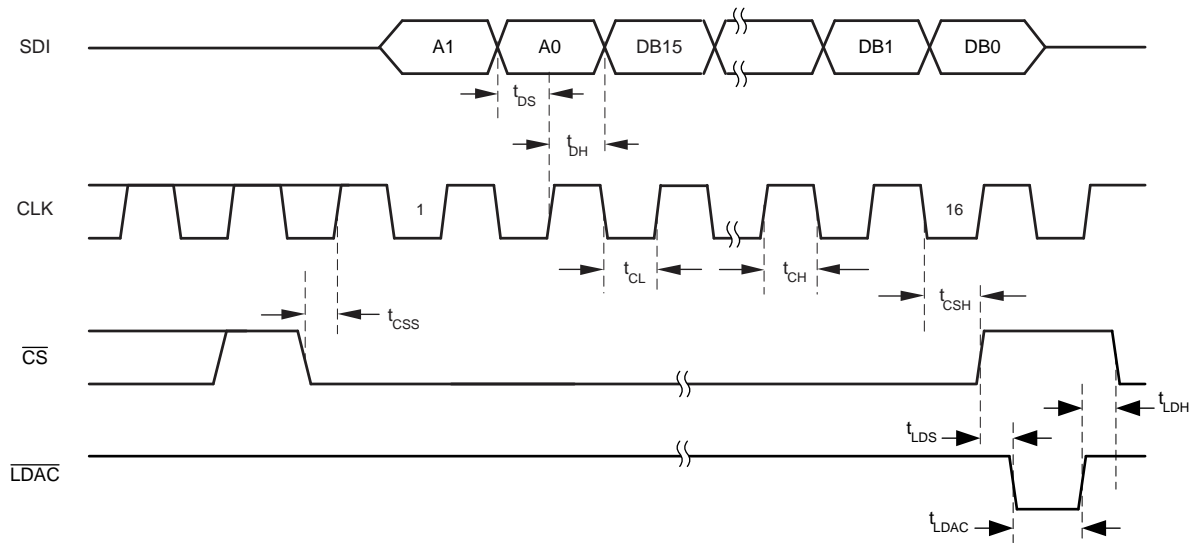 SDI
A1
A0
DB15
DB1
DB0
tDS
tDH
CLK
1
16
tCL
tCH
tCSH
tCSS
CS
tLDH
tLDS
LDAC
tLDAC